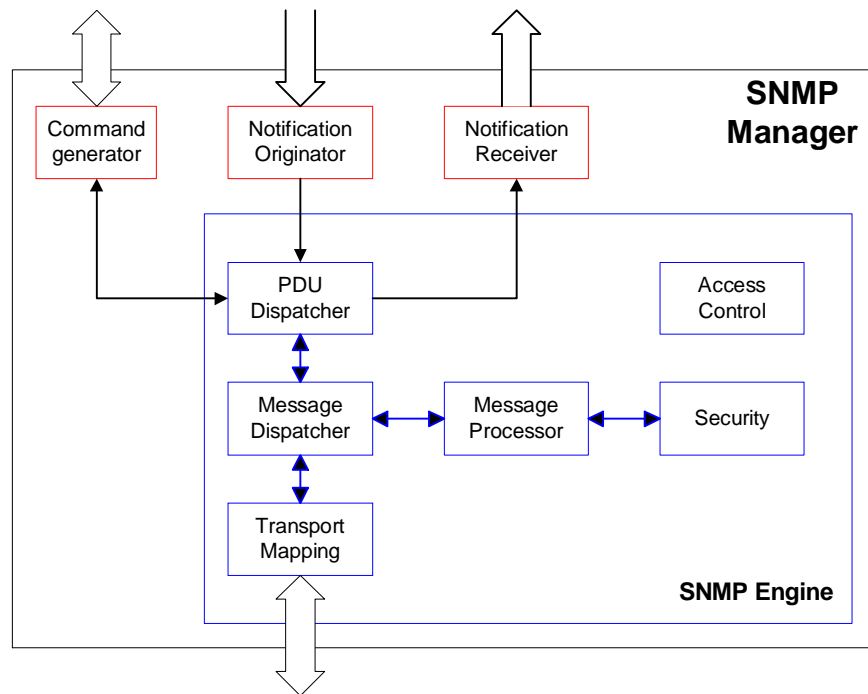 SNMP
Manager
Command
generator
Notification
Originator
Notification
Receiver
PDU
Dispatcher
Access
Control
Message
Dispatcher
Message
Processor
Security
Transport
Mapping
SNMP Engine